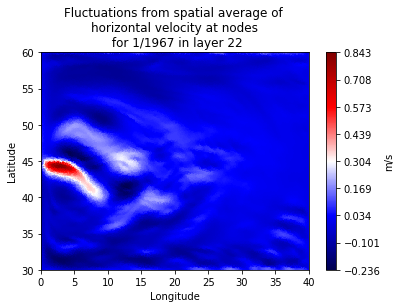 Fluctuations from spatial average of
horizontal velocity at nodes
for 1/1967 in layer 22
60
55
50
45
40
35
30
Latitude
0 5 10 15 20 25 30 35 40
Longitude
0.843
0.708
0.573
0.439
0.304
0.169
0.034
−0.101
−0.236
m/s